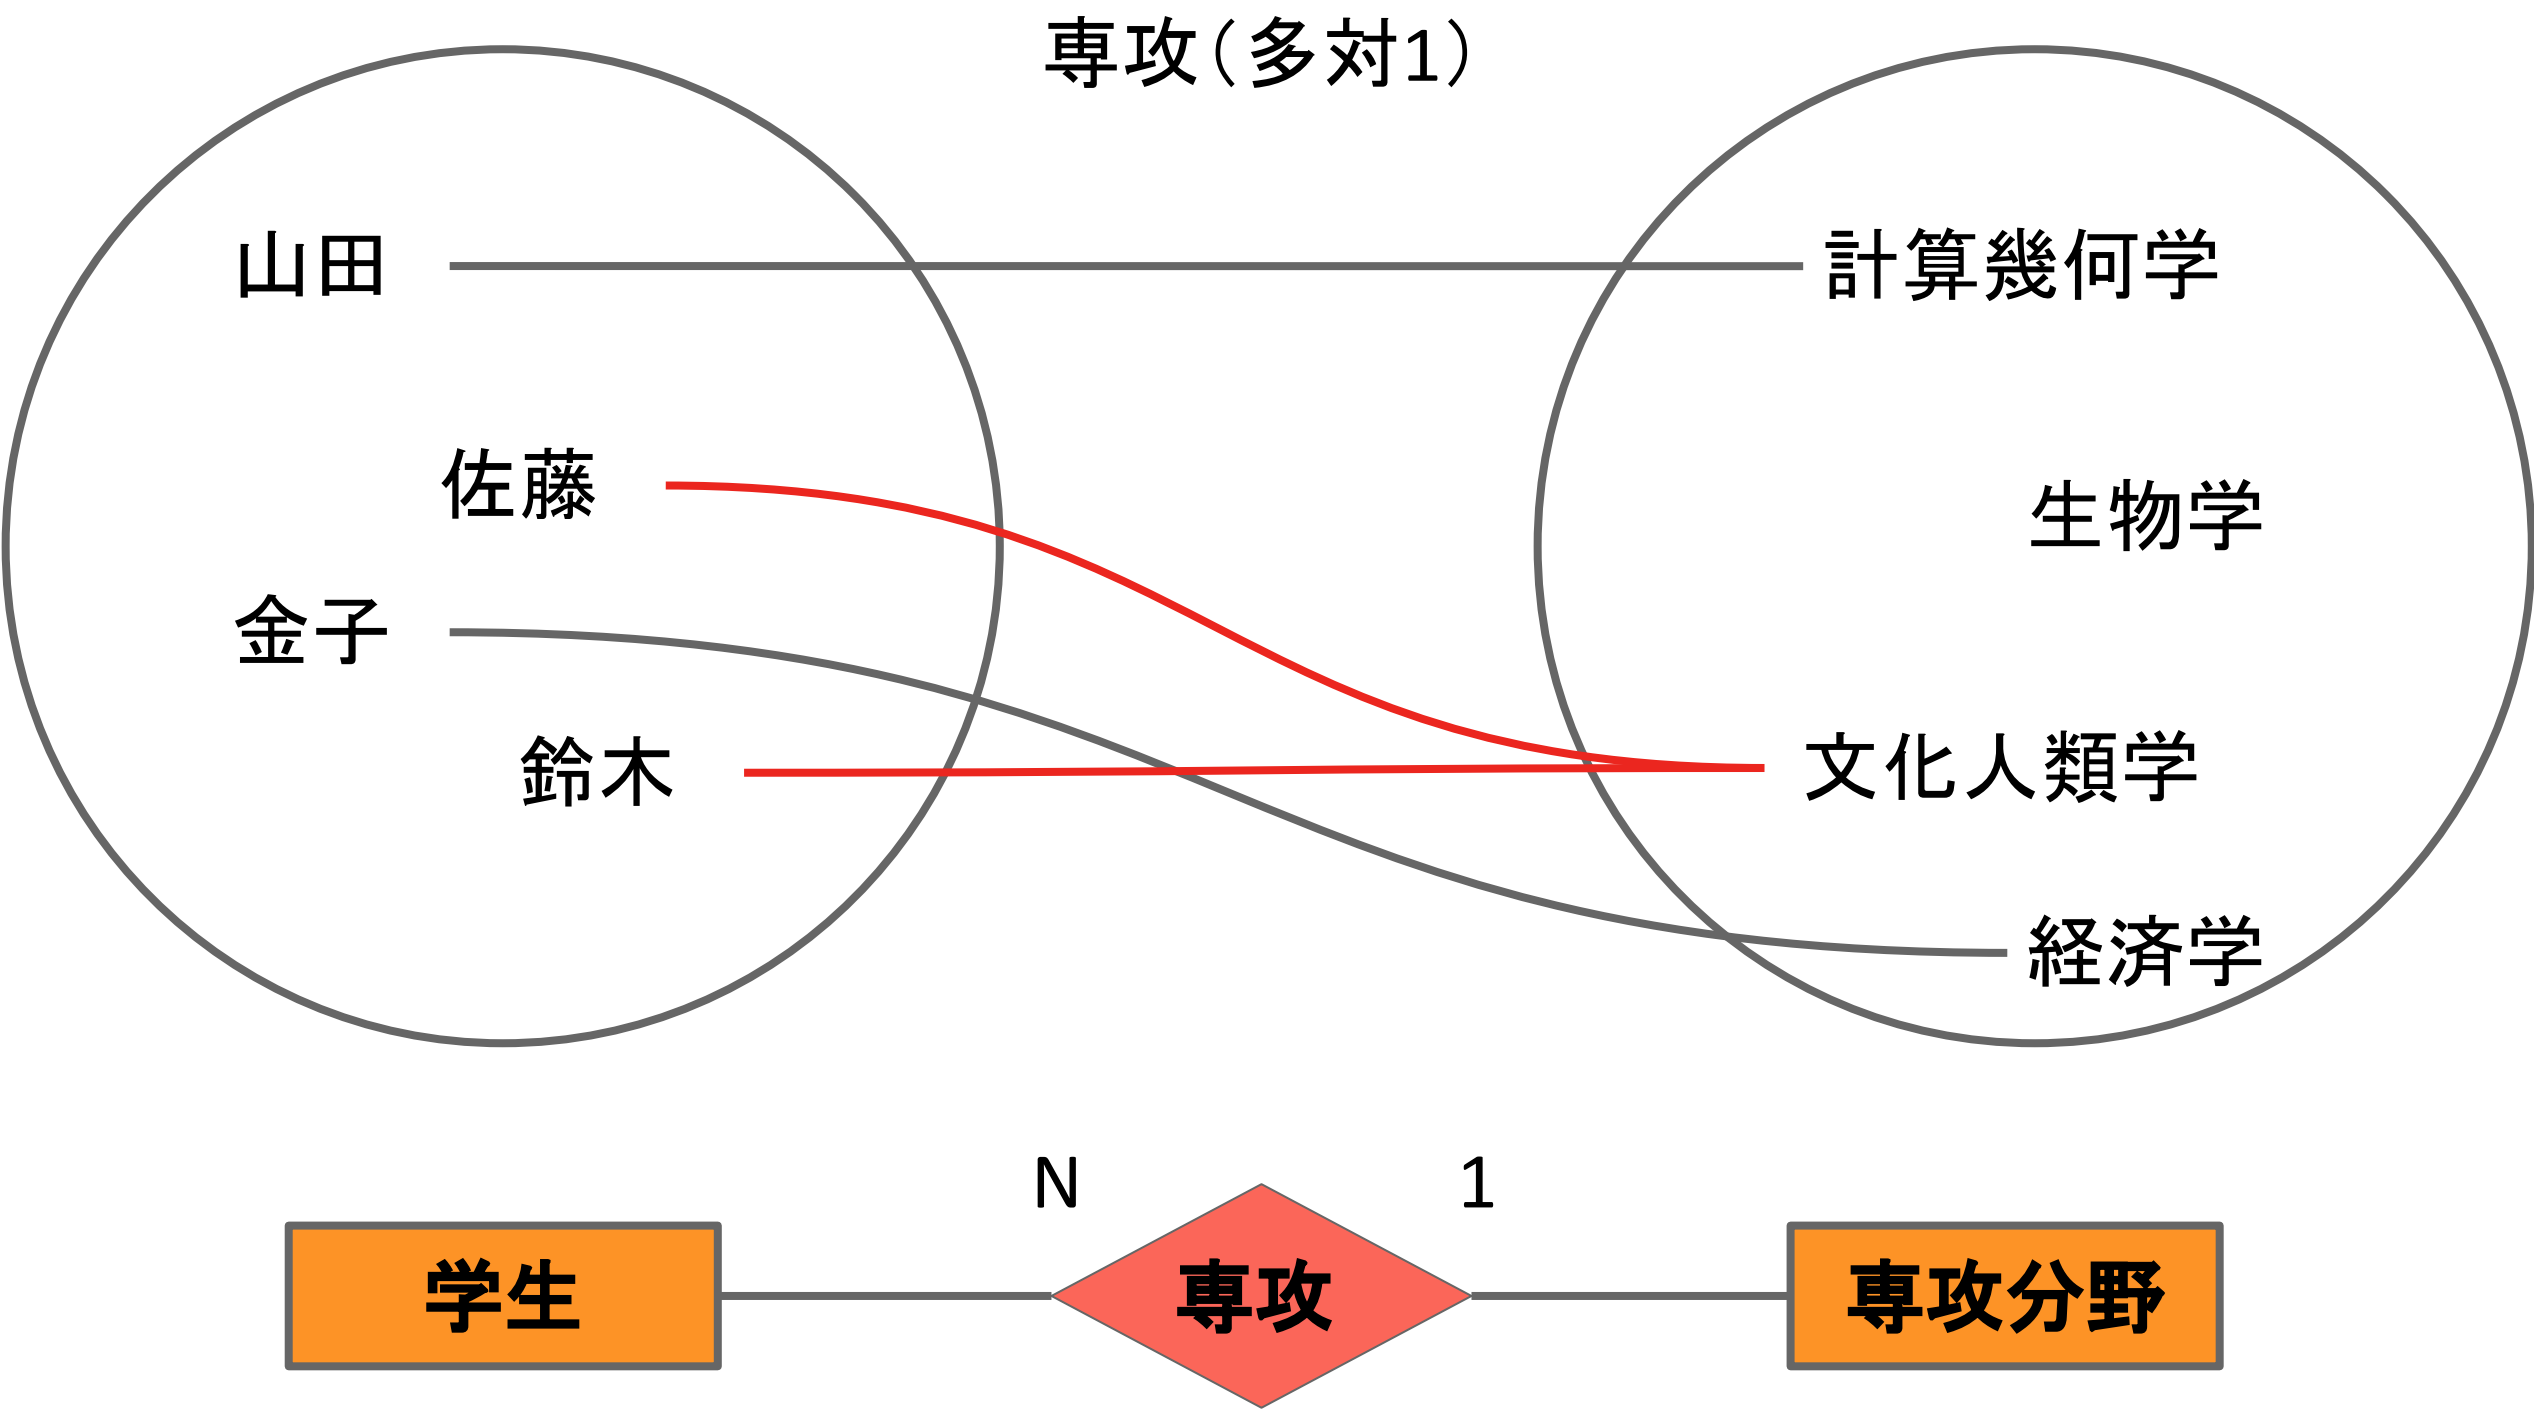 専攻（多対1）
山田
計算幾何学
佐藤
生物学
金子
鈴木
文化人類学
経済学
N
1
学生
専攻
専攻分野